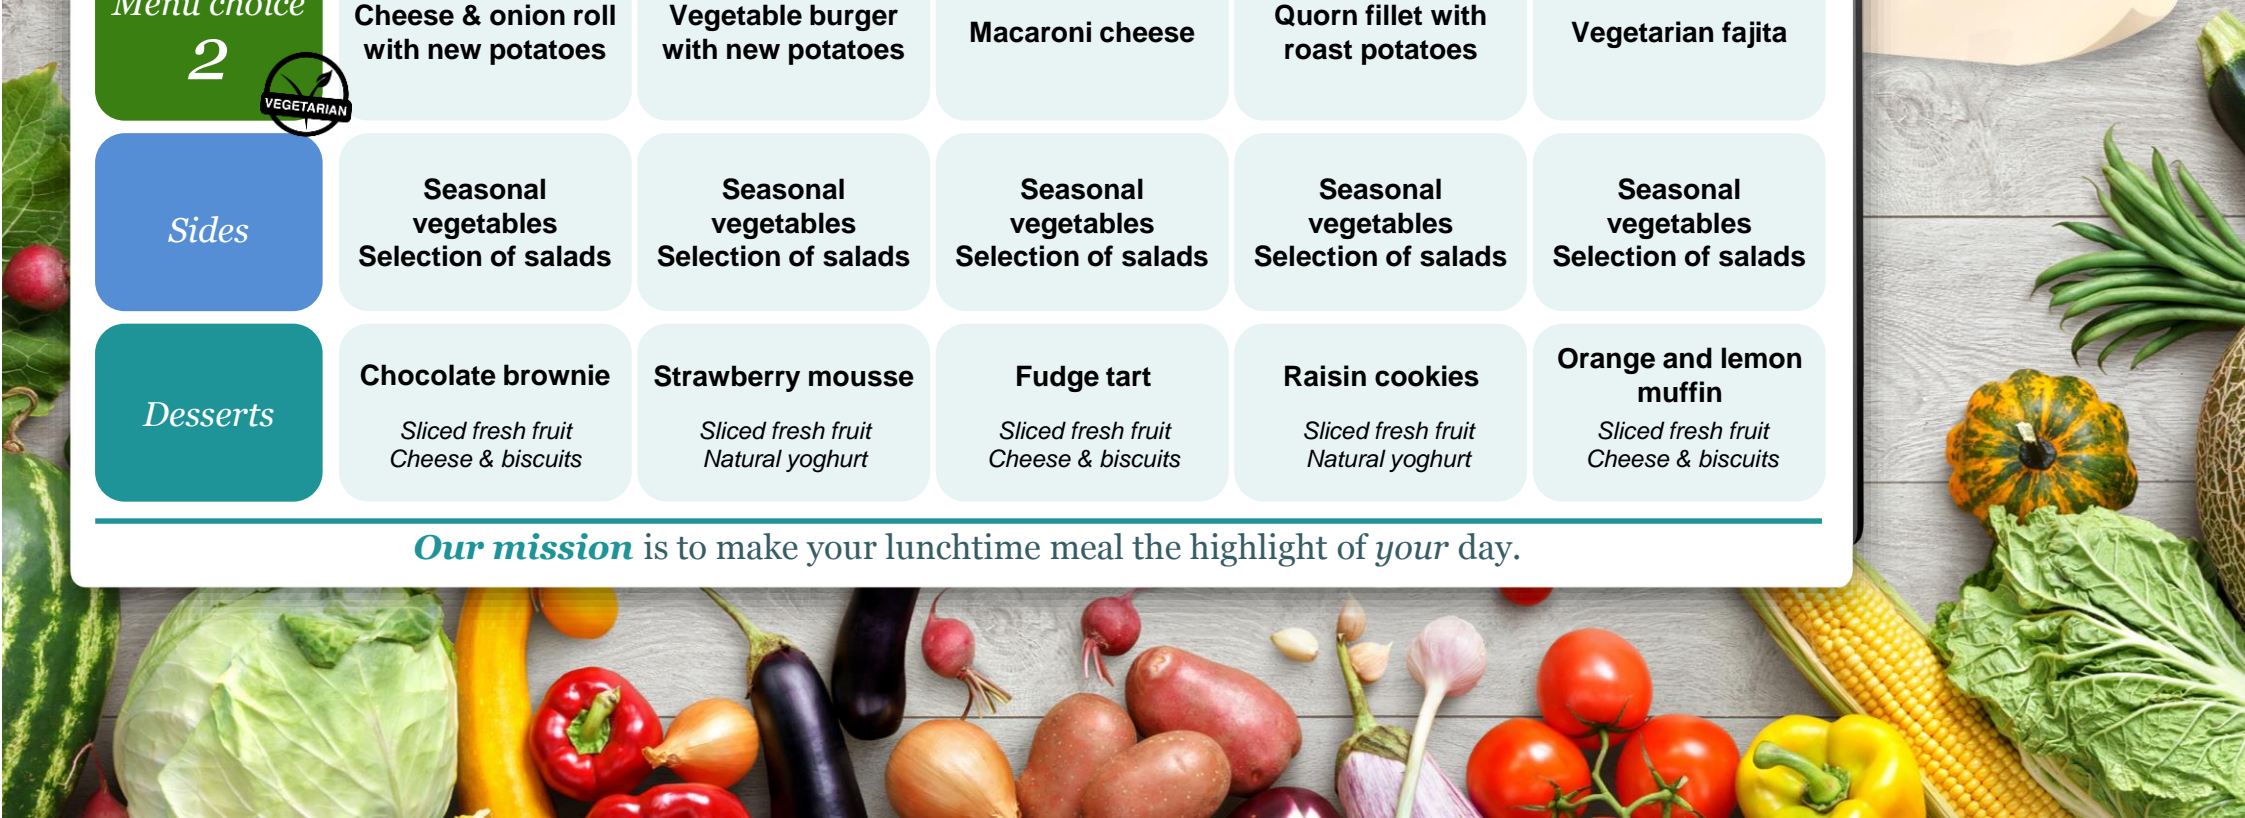 Menu choice
2
VEGETARIAN
Cheese & onion roll
with new potatoes
Vegetable burger
with new potatoes
Macaroni cheese
Quorn fillet with
roast potatoes
Vegetarian fajita
Sides
Seasonal
vegetables
Selection of salads
Seasonal
vegetables
Selection of salads
Seasonal
vegetables
Selection of salads
Seasonal
vegetables
Selection of salads
Seasonal
vegetables
Selection of salads
Desserts
Chocolate brownie
Sliced fresh fruit
Cheese & biscuits
Strawberry mousse
Sliced fresh fruit
Natural yoghurt
Fudge tart
Sliced fresh fruit
Cheese & biscuits
Raisin cookies
Sliced fresh fruit
Natural yoghurt
Orange and lemon
muffin
Sliced fresh fruit
Cheese & biscuits
Our mission is to make your lunchtime meal the highlight of your day.